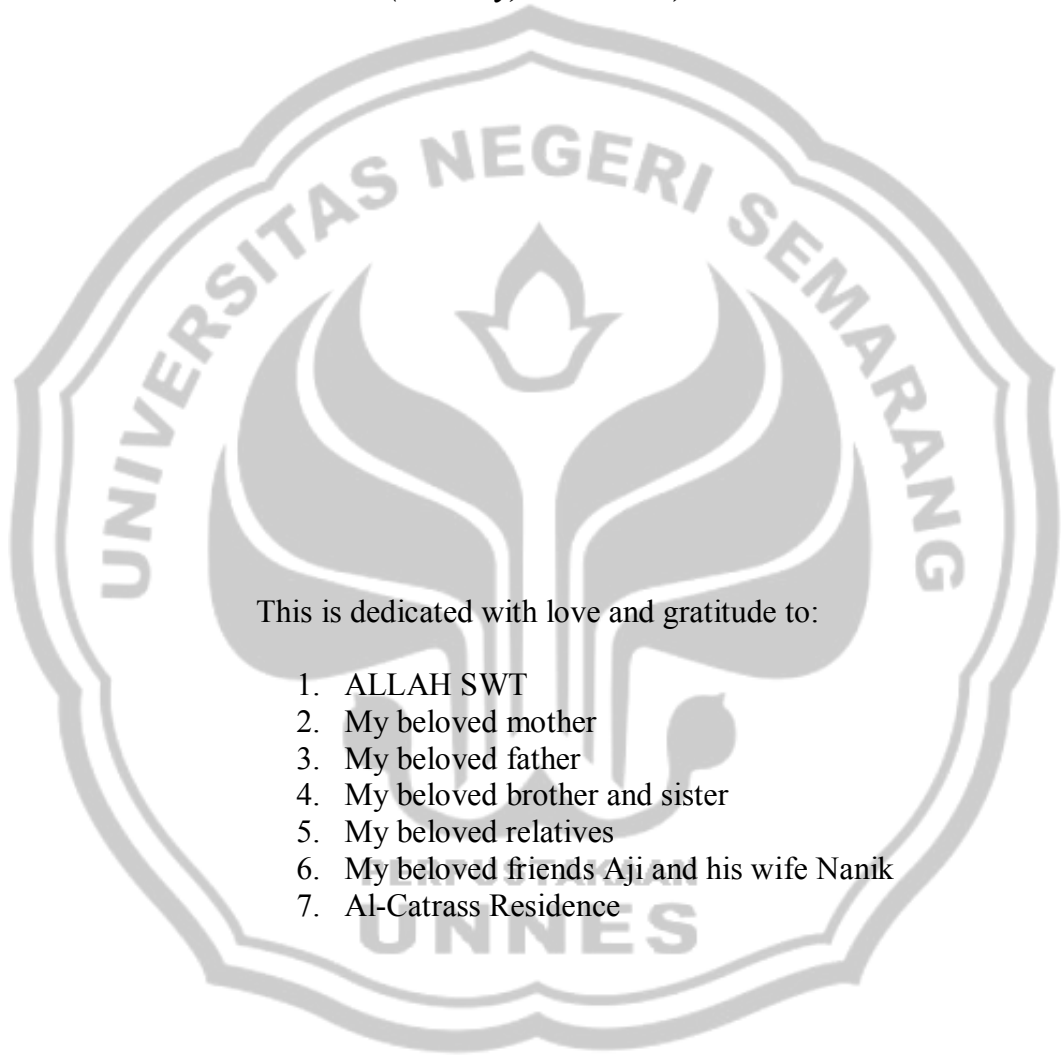 UNIVERSITAS NEGERI SEMARANG
This is dedicated with love and gratitude to:
1. ALLAH SWT
2. My beloved mother
3. My beloved father
4. My beloved brother and sister
5. My beloved relatives
6. My beloved friends Aji and his wife Nanik
PERPUSTAKAAN
7. Al-Catrass Residence
UNNES